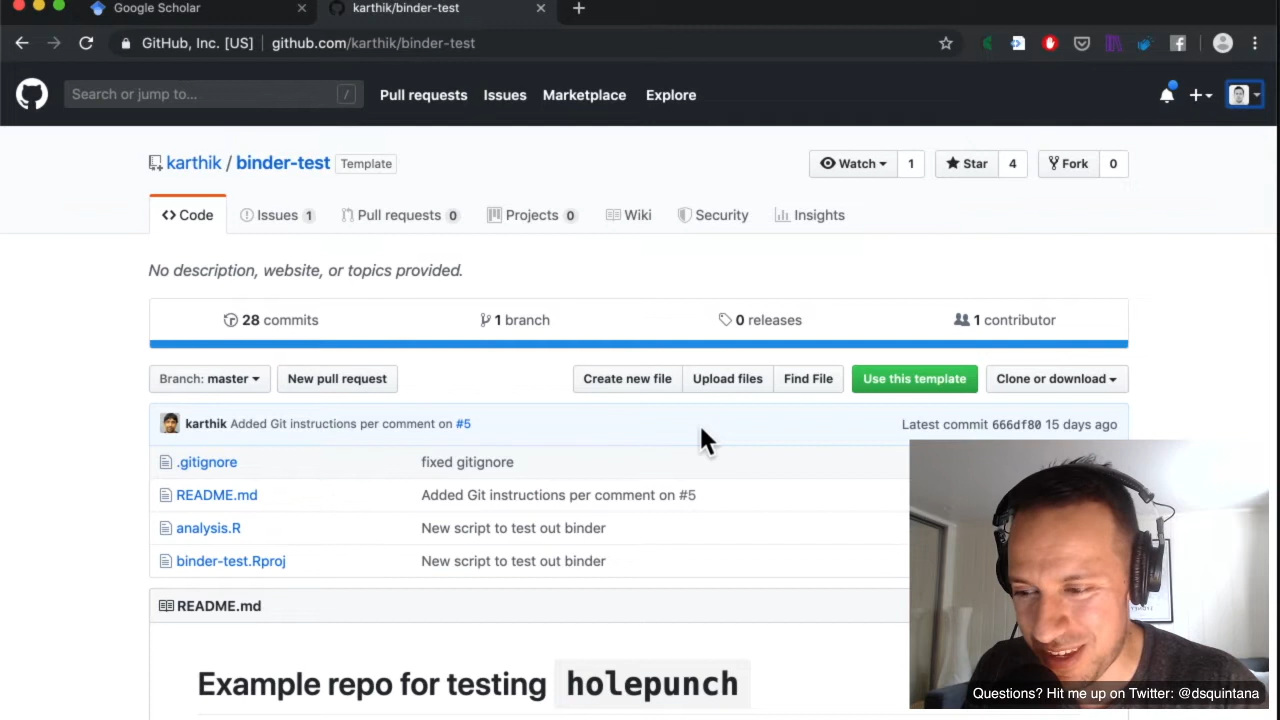 Google Scholar
karthik/binder-test
GitHub, Inc. [US] | github.com/karthik/binder-test
Search or jump to... /
Pull requests Issues Marketplace Explore
karthik / binder-test Template
Watch 1 Star 4 Fork 0
Code Issues 1 Pull requests 0 Projects 0 Wiki Security Insights
No description, website, or topics provided.
28 commits 1 branch 0 releases 1 contributor
Branch: master New pull request Create new file Upload files Find File Use this template Clone or download
karthik Added Git instructions per comment on #5 Latest commit 666df80 15 days ago
.gitignore fixed gitignore
README.md Added Git instructions per comment on #5
analysis.R New script to test out binder
binder-test.Rproj New script to test out binder
README.md
Example repo for testing holepunch
Questions? Hit me up on Twitter: @dsquintana